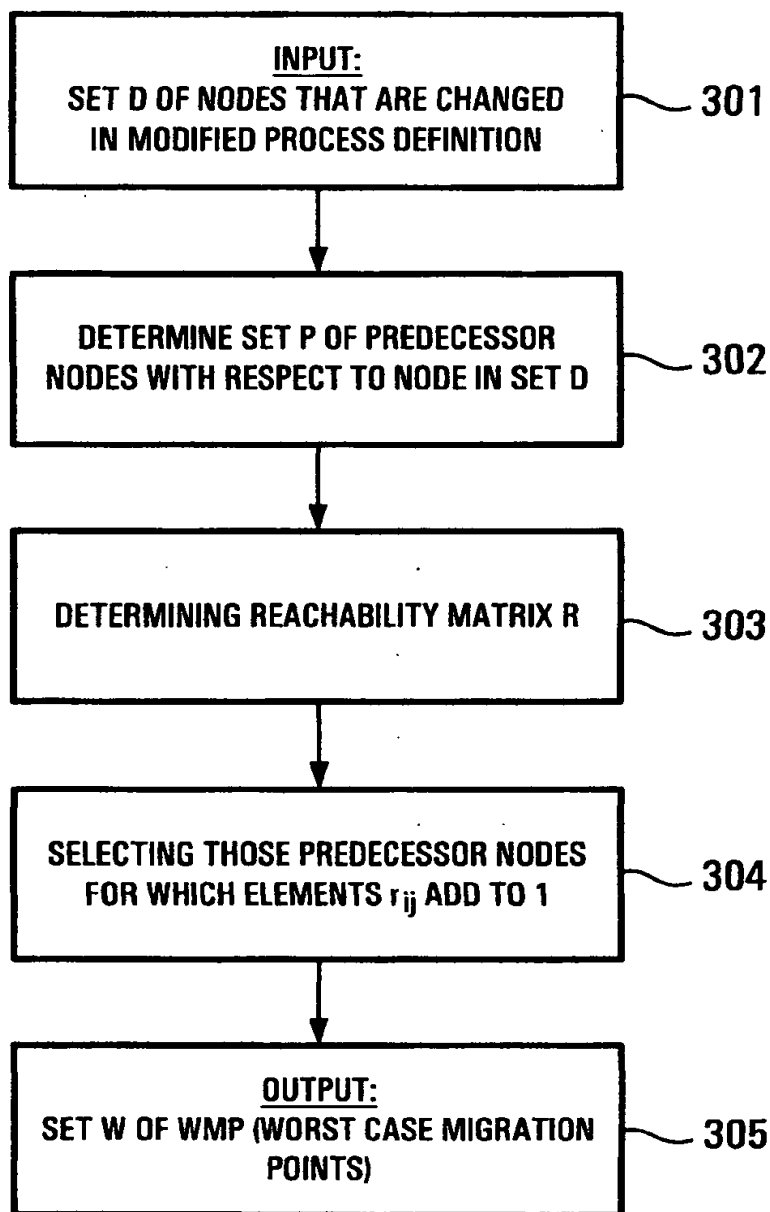 INPUT:
SET D OF NODES THAT ARE CHANGED
IN MODIFIED PROCESS DEFINITION
301
DETERMINE SET P OF PREDECESSOR
NODES WITH RESPECT TO NODE IN SET D
302
DETERMINING REACHABILITY MATRIX R
303
SELECTING THOSE PREDECESSOR NODES
FOR WHICH ELEMENTS rij ADD TO 1
304
OUTPUT:
SET W OF WMP (WORST CASE MIGRATION
POINTS)
305